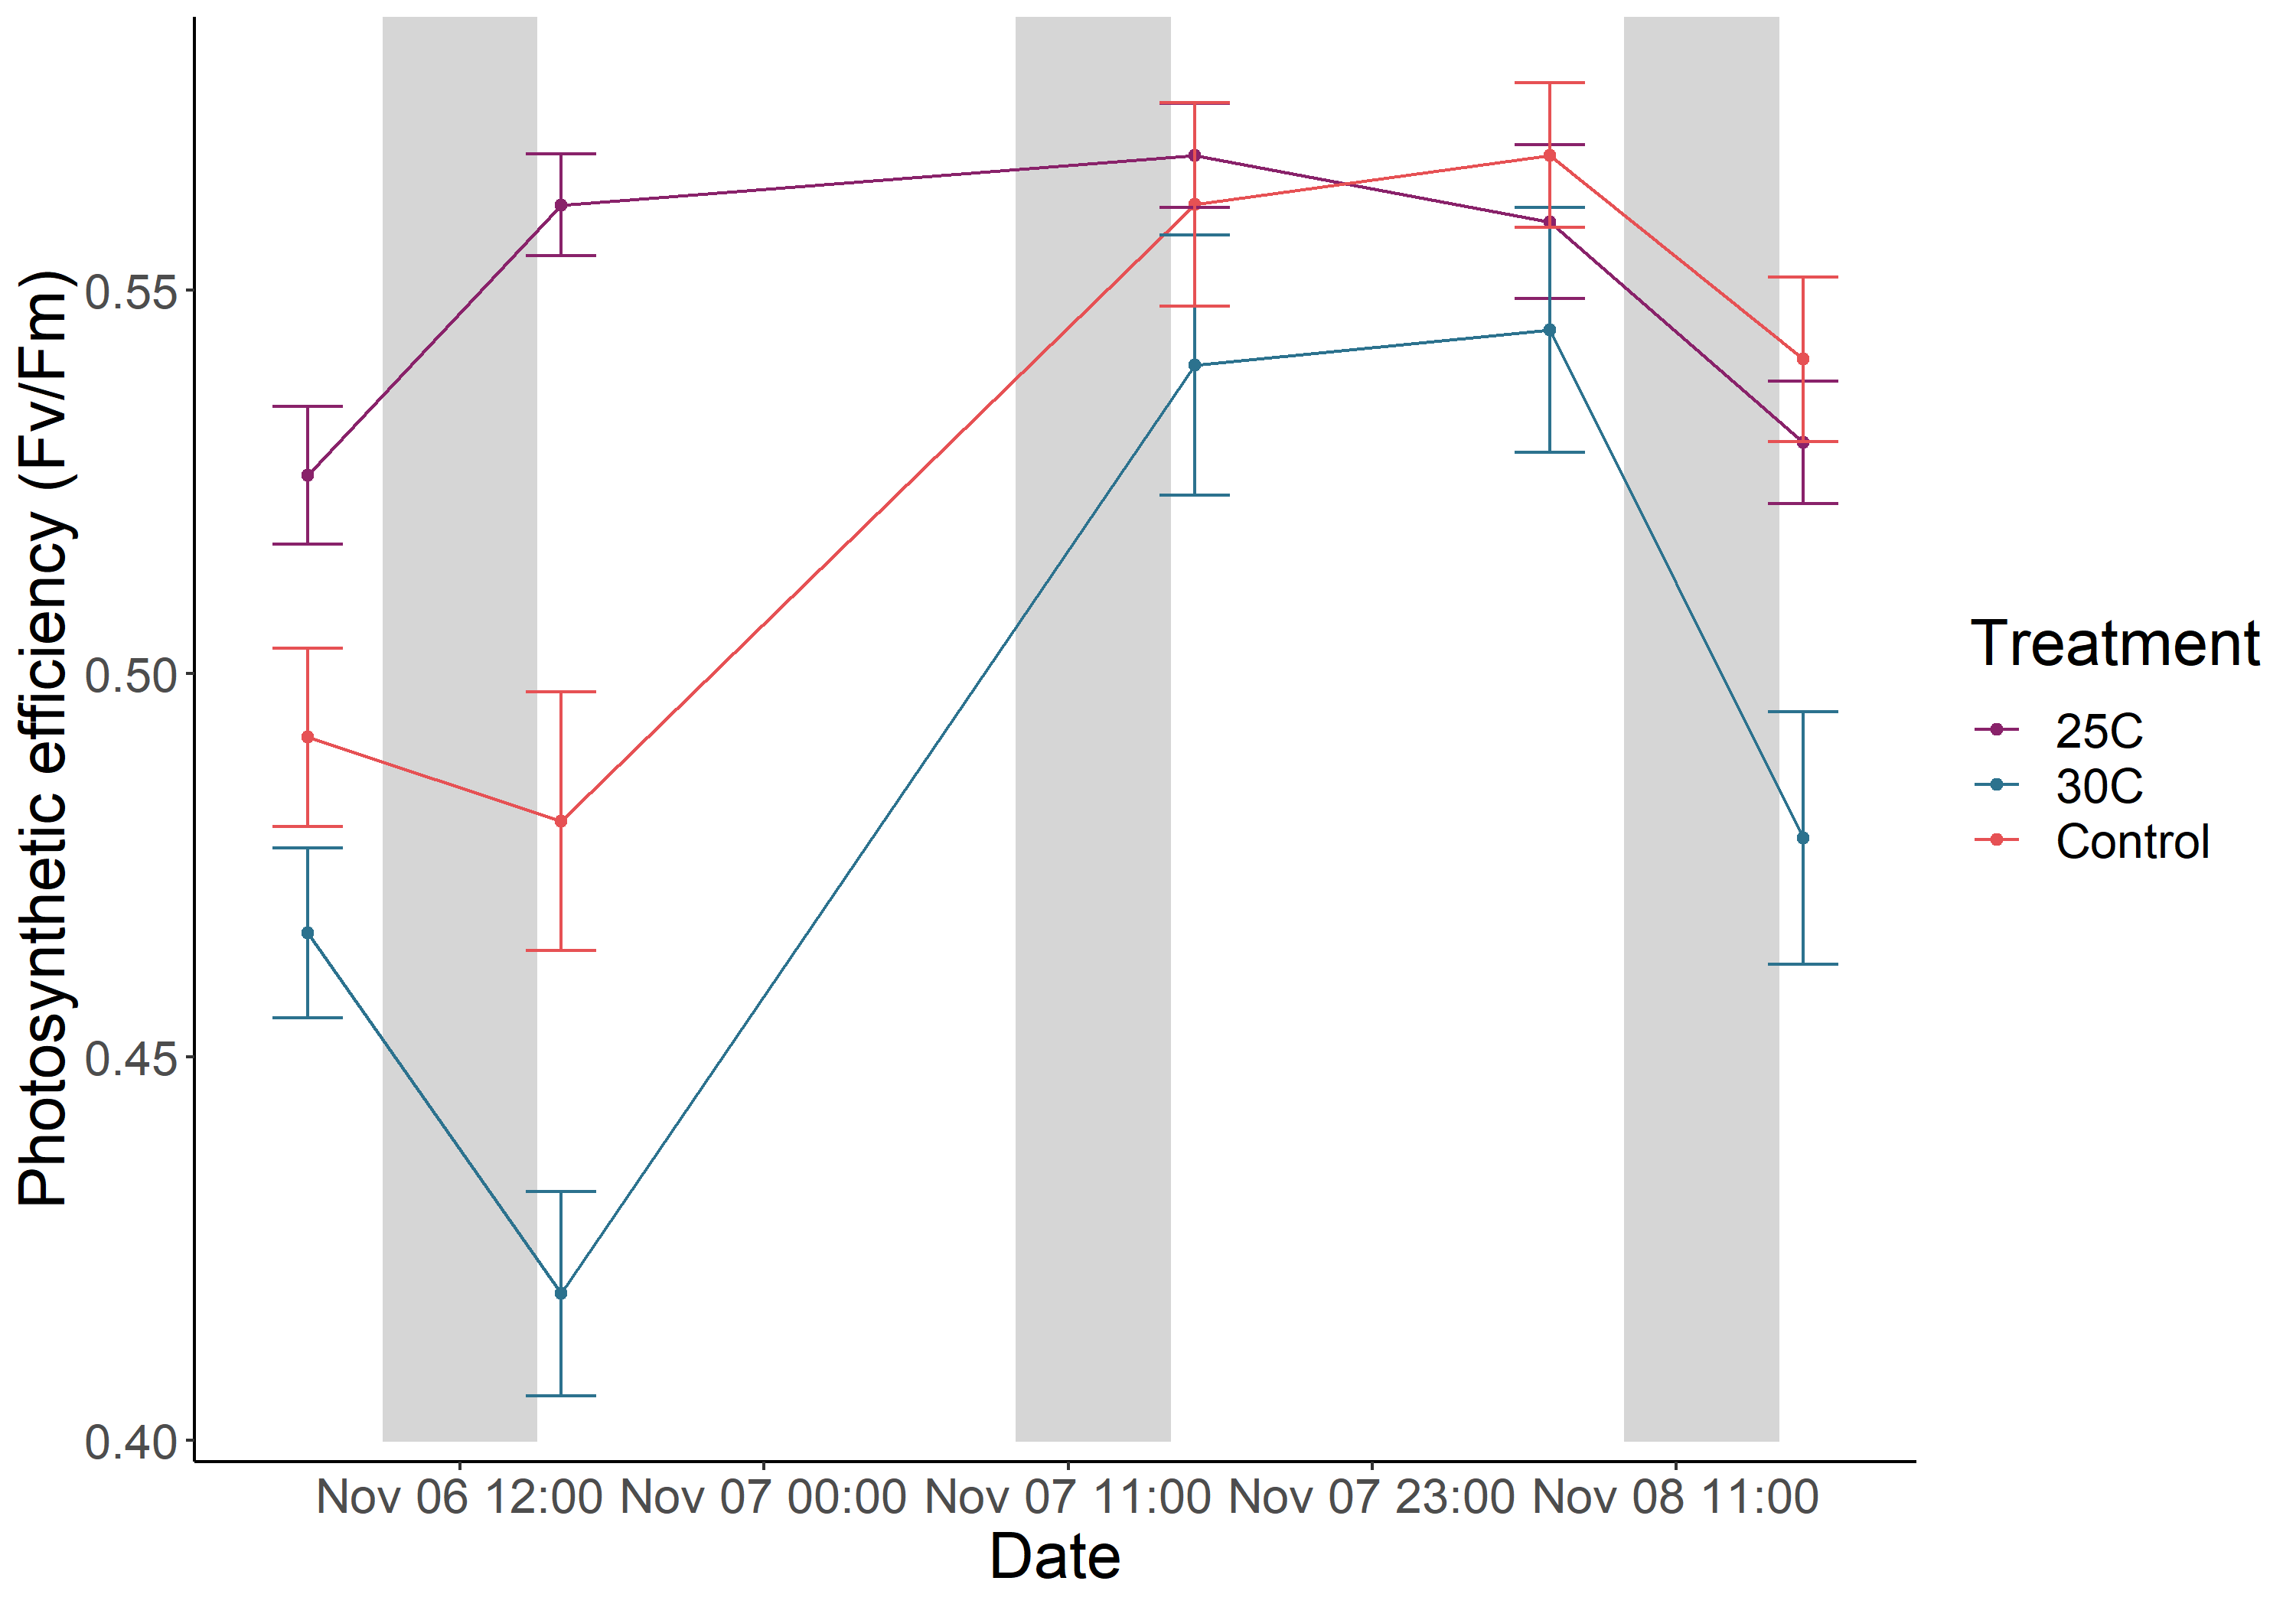 Photosynthetic efficiency (Fv/Fm)
0.55
0.50
0.45
0.40
Nov 06 12:00 Nov 07 00:00 Nov 07 11:00 Nov 07 23:00 Nov 08 11:00
Date
Treatment
25C
30C
Control